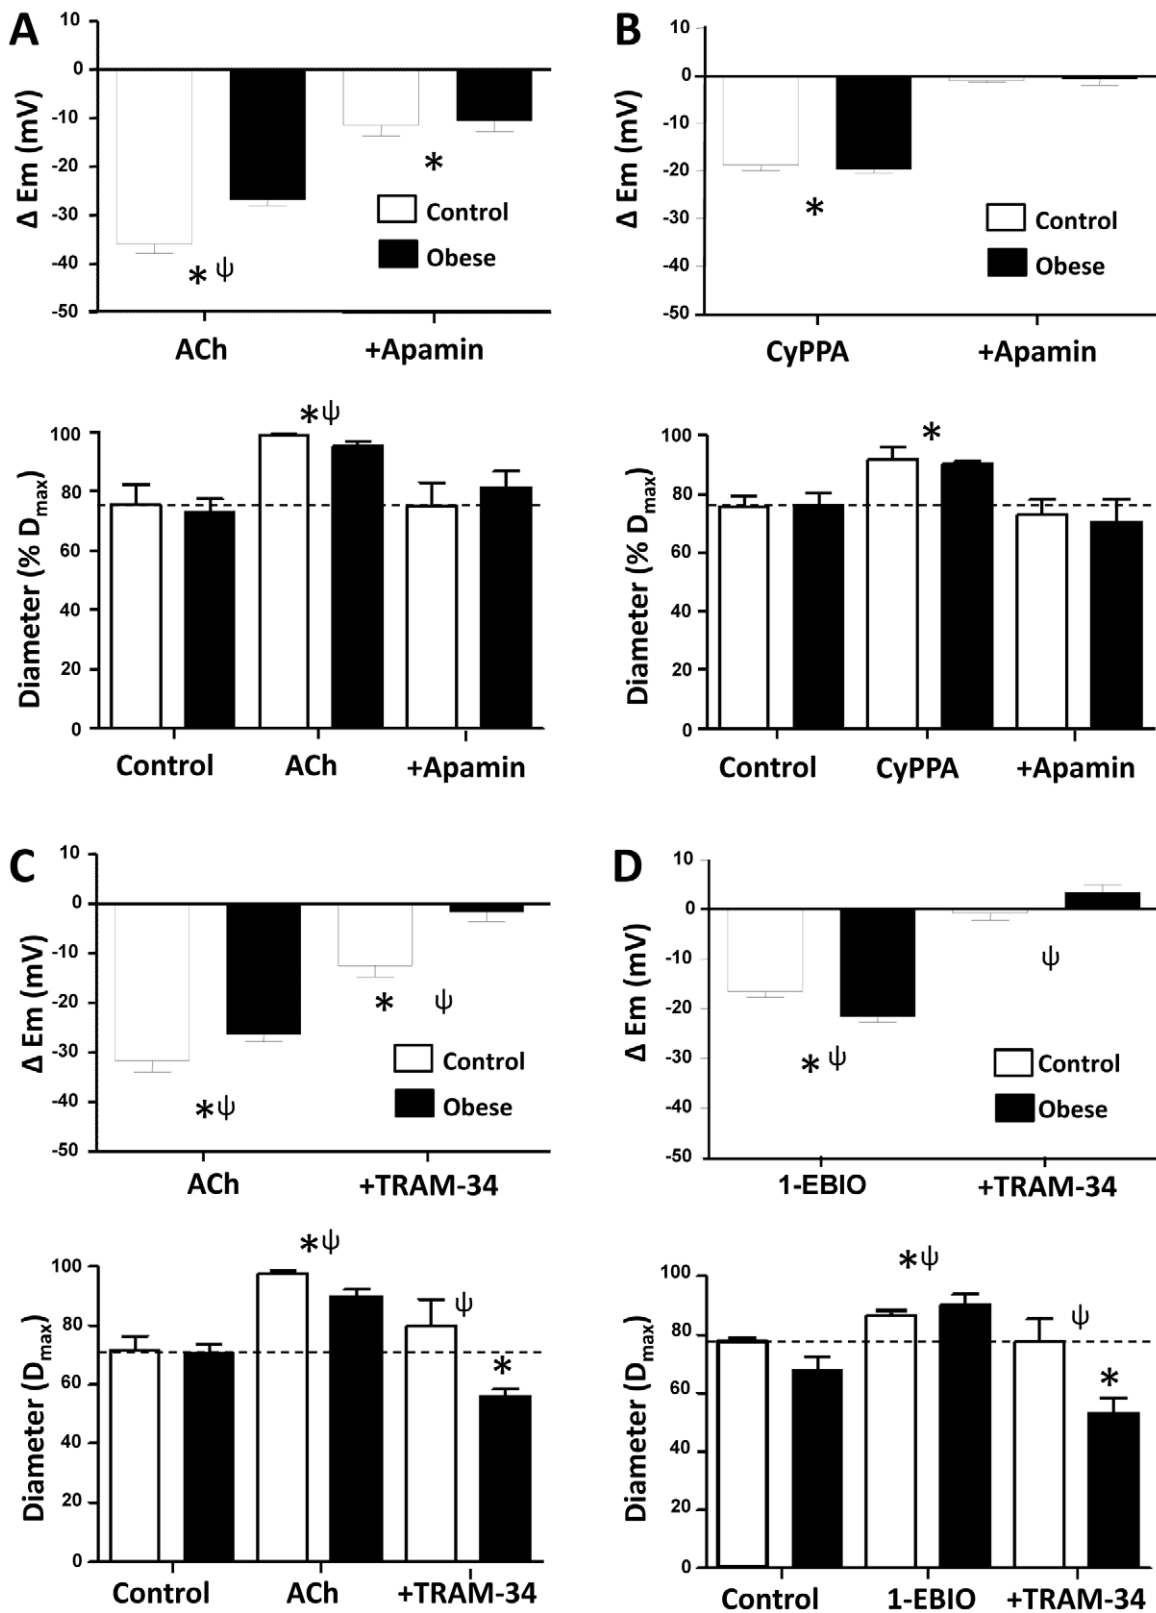 A
Δ Em (mV)
10
0
-10
-20
-30
-40
-50
*ψ
*
Control
Obese
ACh
+Apamin
Diameter (% Dmax)
100
80
60
40
20
0
*ψ
Control
ACh
+Apamin
B
Δ Em (mV)
10
0
-10
-20
-30
-40
-50
*
Control
Obese
CyPPA
+Apamin
Diameter (% Dmax)
100
80
60
40
20
0
*
Control
CyPPA
+Apamin
C
Δ Em (mV)
10
0
-10
-20
-30
-40
-50
*ψ
* ψ
Control
Obese
ACh
+TRAM-34
Diameter (Dmax)
100
80
60
40
20
0
*ψ
ψ
*
Control
ACh
+TRAM-34
D
Δ Em (mV)
10
0
-10
-20
-30
-40
-50
*ψ
ψ
Control
Obese
1-EBIO
+TRAM-34
Diameter (Dmax)
100
80
60
40
20
0
*ψ
ψ
*
Control
1-EBIO
+TRAM-34